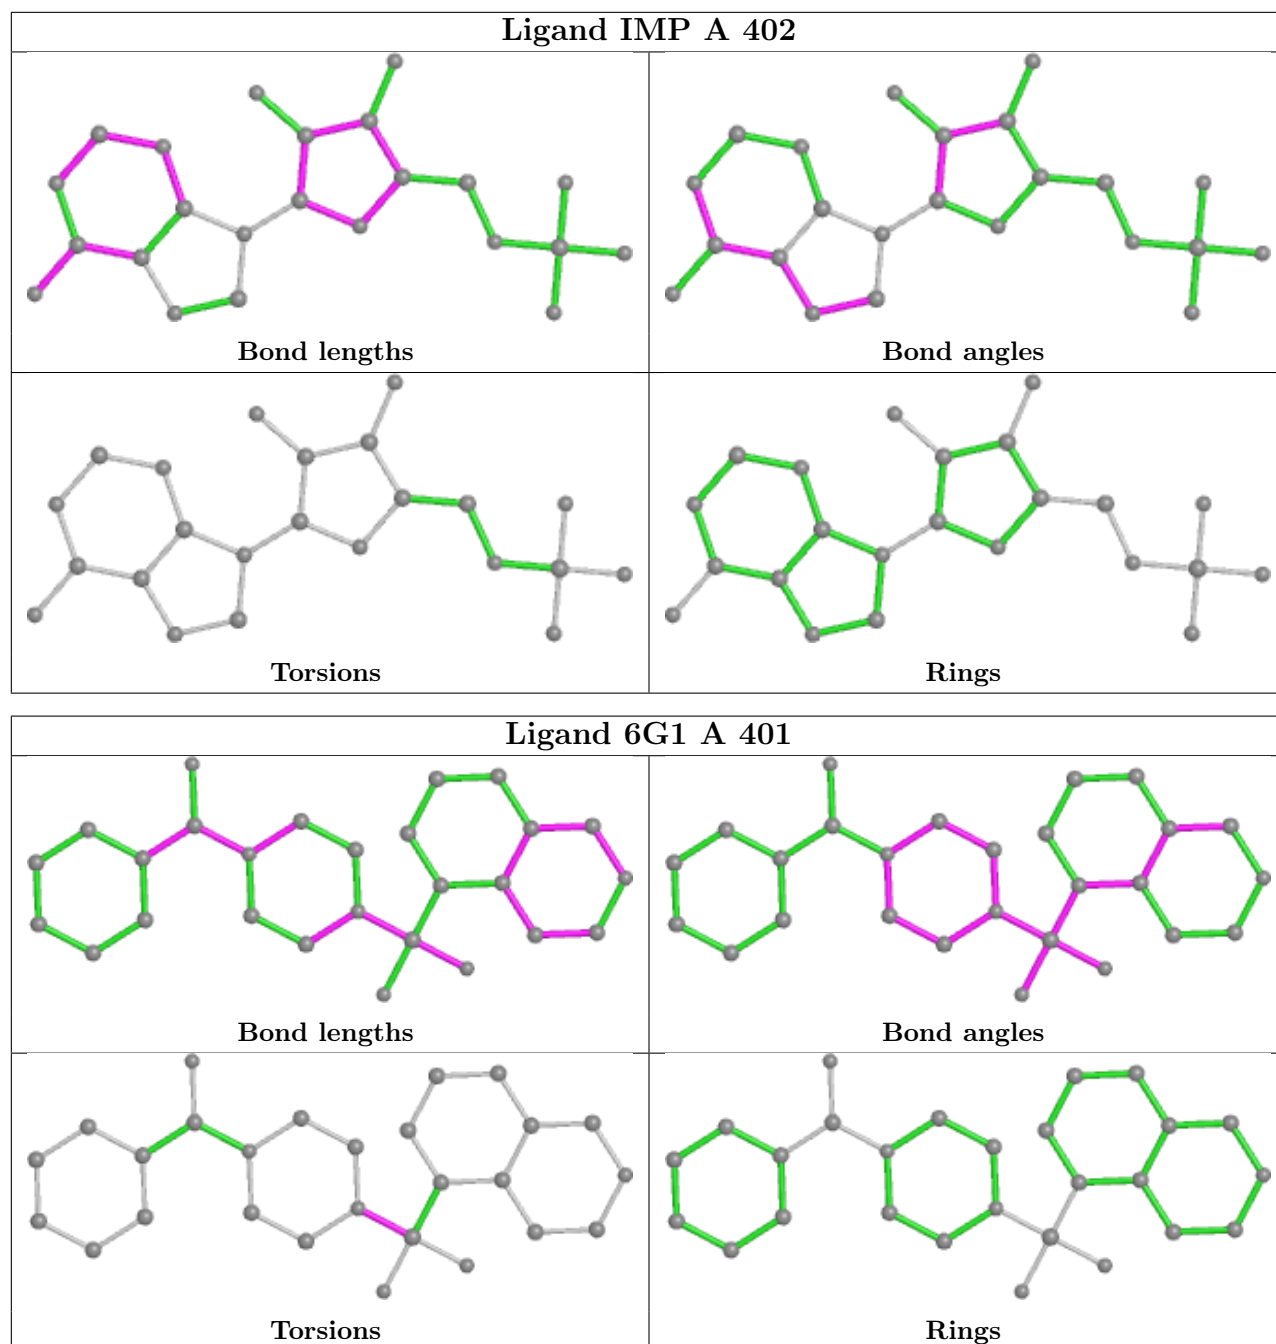 Ligand IMP A 402
Bond lengths
Bond angles
Torsions
Rings
Ligand 6G1 A 401
Bond lengths
Bond angles
Torsions
Rings